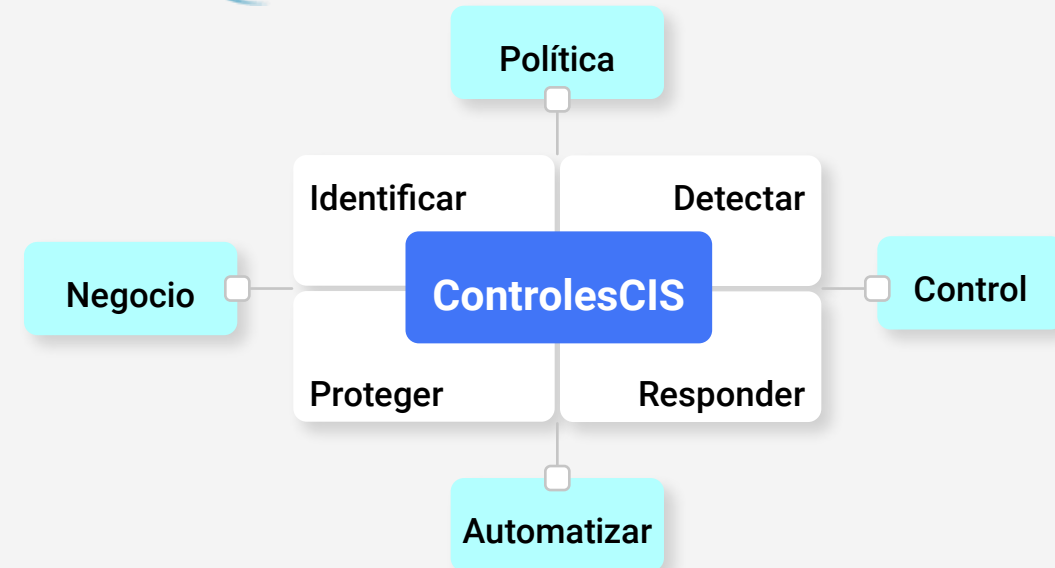 Política
Identificar
Detectar
Negocio
ControlesCIS
Control
Proteger
Responder
Automatizar